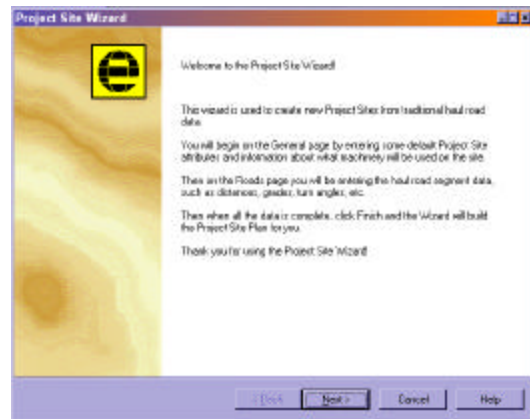 Project Site Wizard
e
Welcome to the Project Site Wizard!
This wizard is used to create new Project Sites from traditional haul road
data.
You will begin on the General page by entering some default Project Site
attributes and information about what machinery will be used on the site.
Then on the Roads page you will be entering the haul road segment data,
such as distances, grades, turn angles, etc.
Then when all the data is complete, click Finish and the Wizard will build
the Project Site Plan for you.
Thank you for using the Project Site Wizard!
< Back Next > Cancel Help